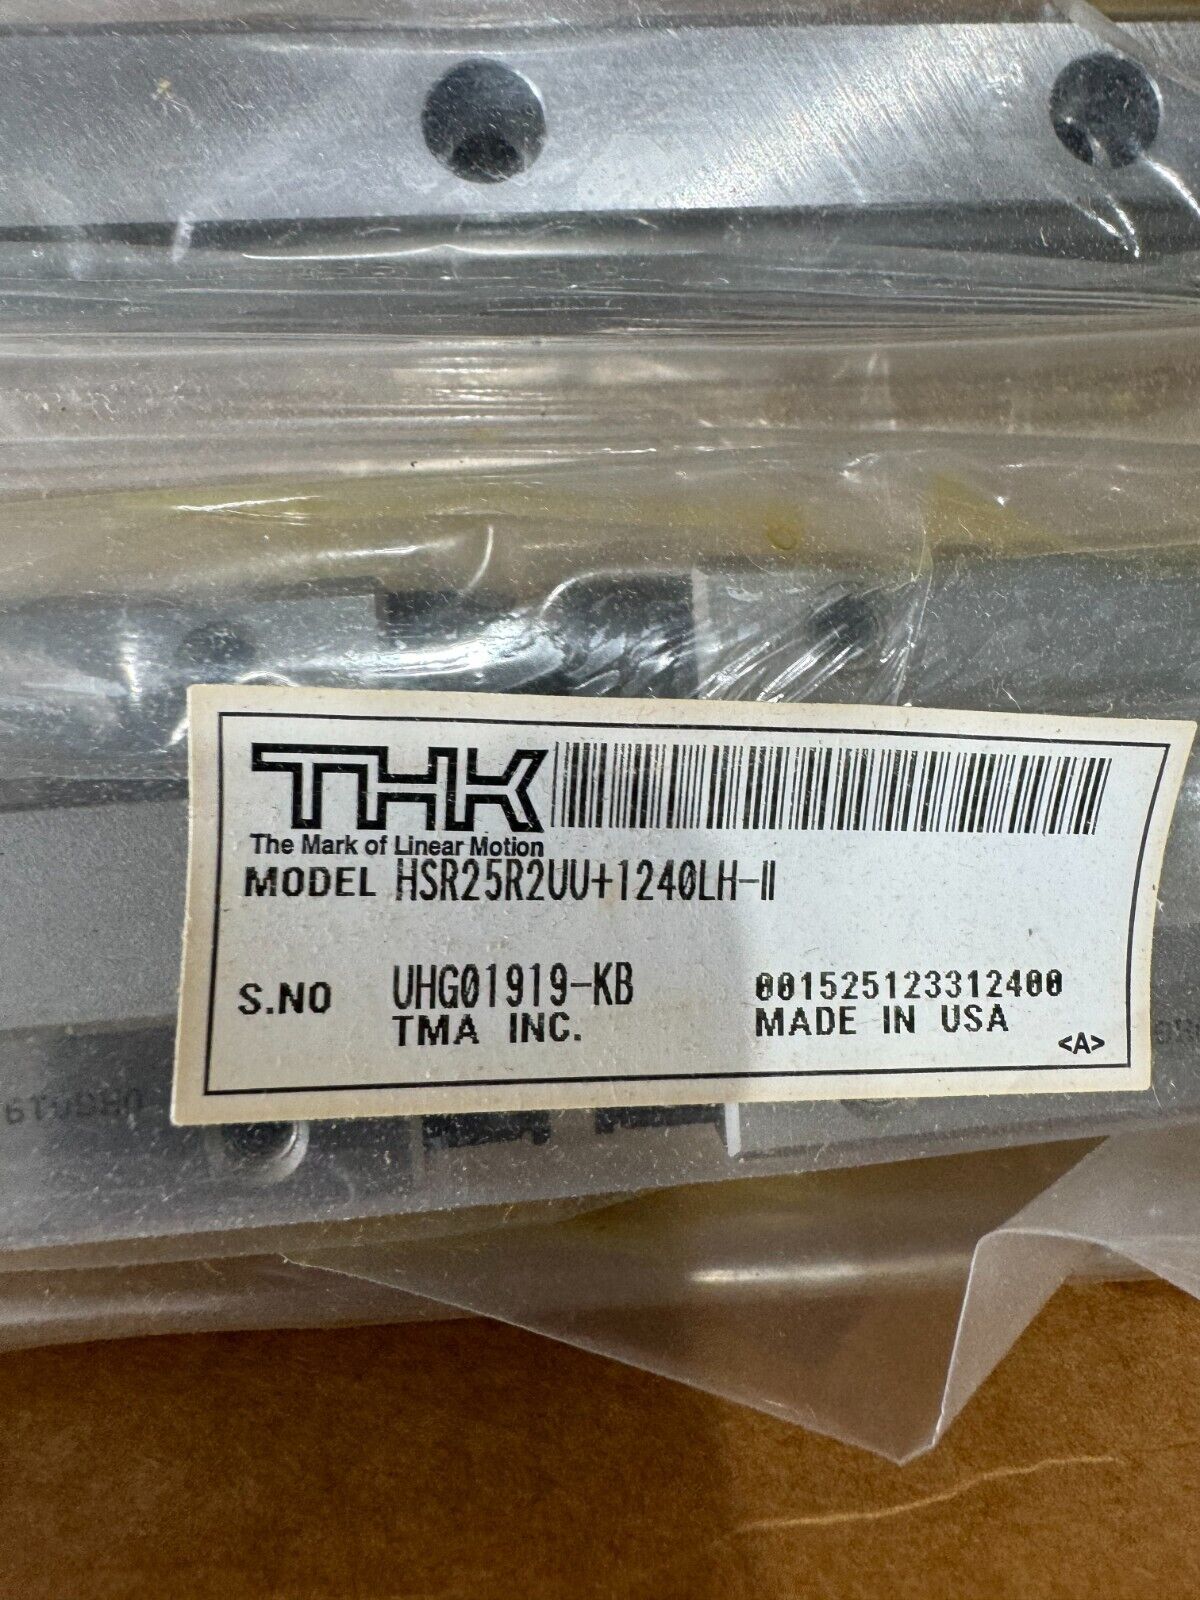 THK
The Mark of Linear Motion
MODEL HSR25R2UU+1240LH-II
S.NO UHG01919-KB 001525123312400
TMA INC. MADE IN USA
<A>